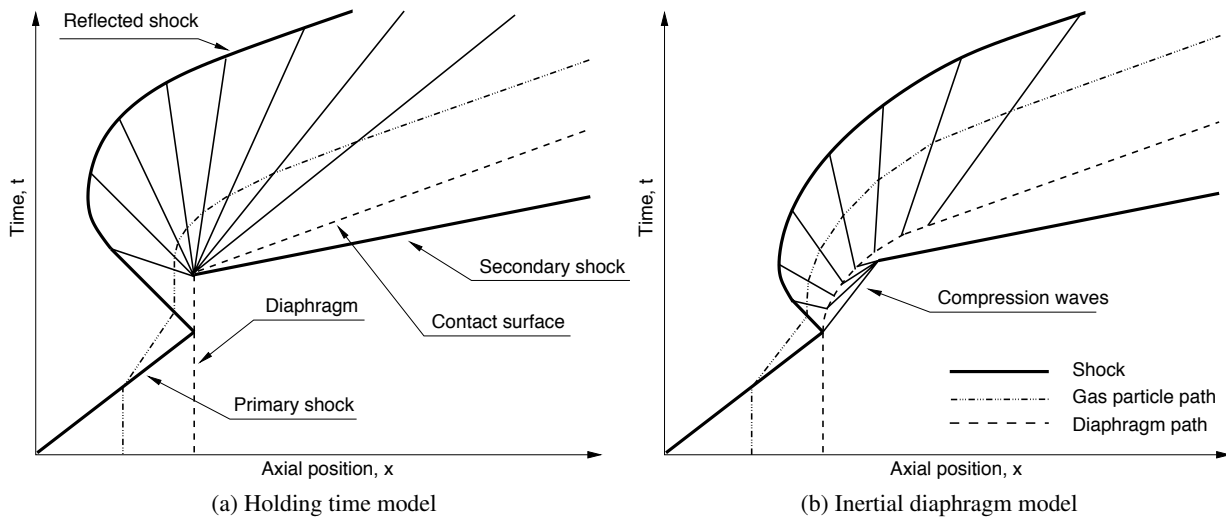 Reflected shock
Time, t
Secondary shock
Diaphragm
Contact surface
Primary shock
Axial position, x
(a) Holding time model
Time, t
Compression waves
Shock
Gas particle path
Diaphragm path
Axial position, x
(b) Inertial diaphragm model